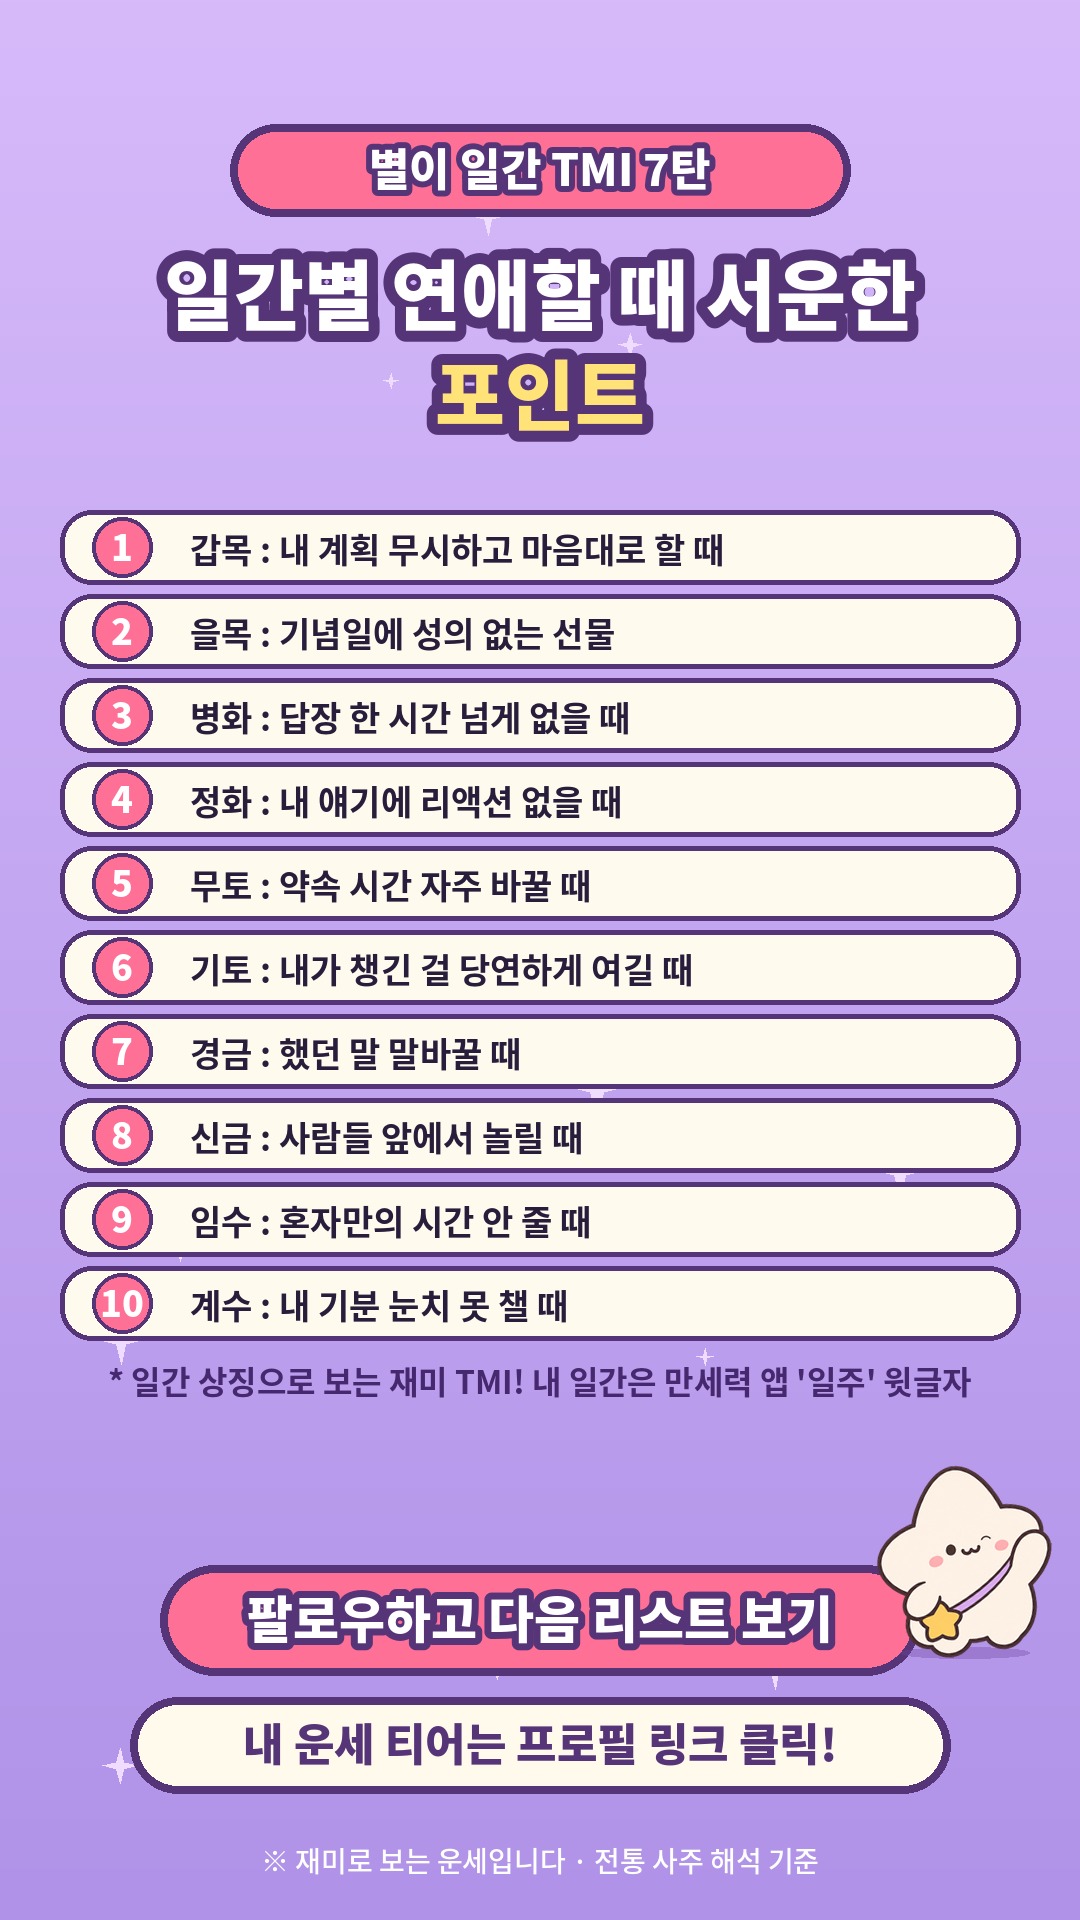 별이 일간 TMI 7탄
일간별 연애할 때 서운한
포인트
1 갑목 : 내 계획 무시하고 마음대로 할 때
2 을목 : 기념일에 성의 없는 선물
3 병화 : 답장 한 시간 넘게 없을 때
4 정화 : 내 얘기에 리액션 없을 때
5 무토 : 약속 시간 자주 바꿀 때
6 기토 : 내가 챙긴 걸 당연하게 여길 때
7 경금 : 했던 말 말바꿀 때
8 신금 : 사람들 앞에서 놀릴 때
9 임수 : 혼자만의 시간 안 줄 때
10 계수 : 내 기분 눈치 못 챌 때
* 일간 상징으로 보는 재미 TMI! 내 일간은 만세력 앱 '일주' 윗글자
팔로우하고 다음 리스트 보기
내 운세 티어는 프로필 링크 클릭!
※ 재미로 보는 운세입니다 · 전통 사주 해석 기준